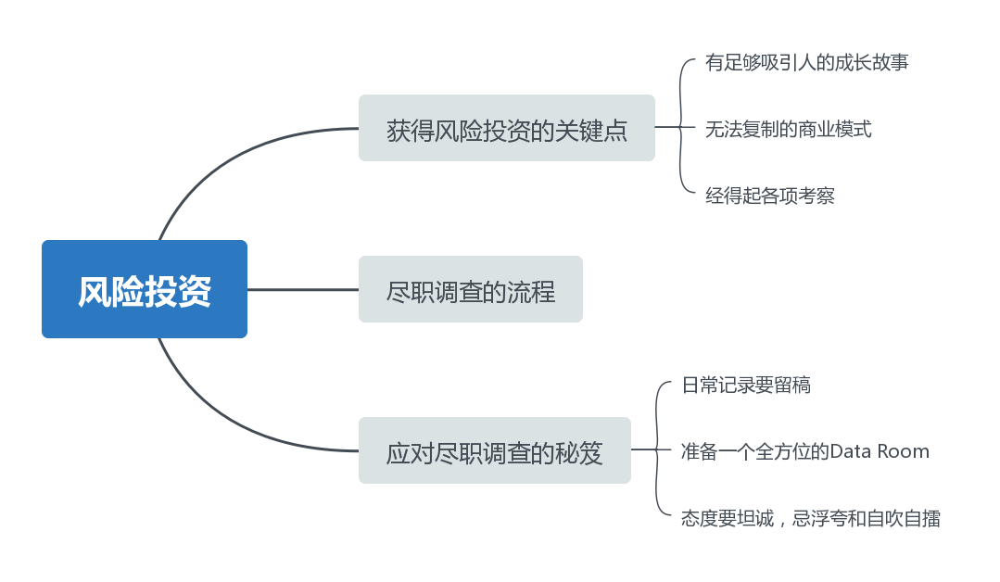 风险投资
获得风险投资的关键点
有足够吸引人的成长故事
无法复制的商业模式
经得起各项考察
尽职调查的流程
应对尽职调查的秘笈
日常记录要留稿
准备一个全方位的Data Room
态度要坦诚，忌浮夸和自吹自擂